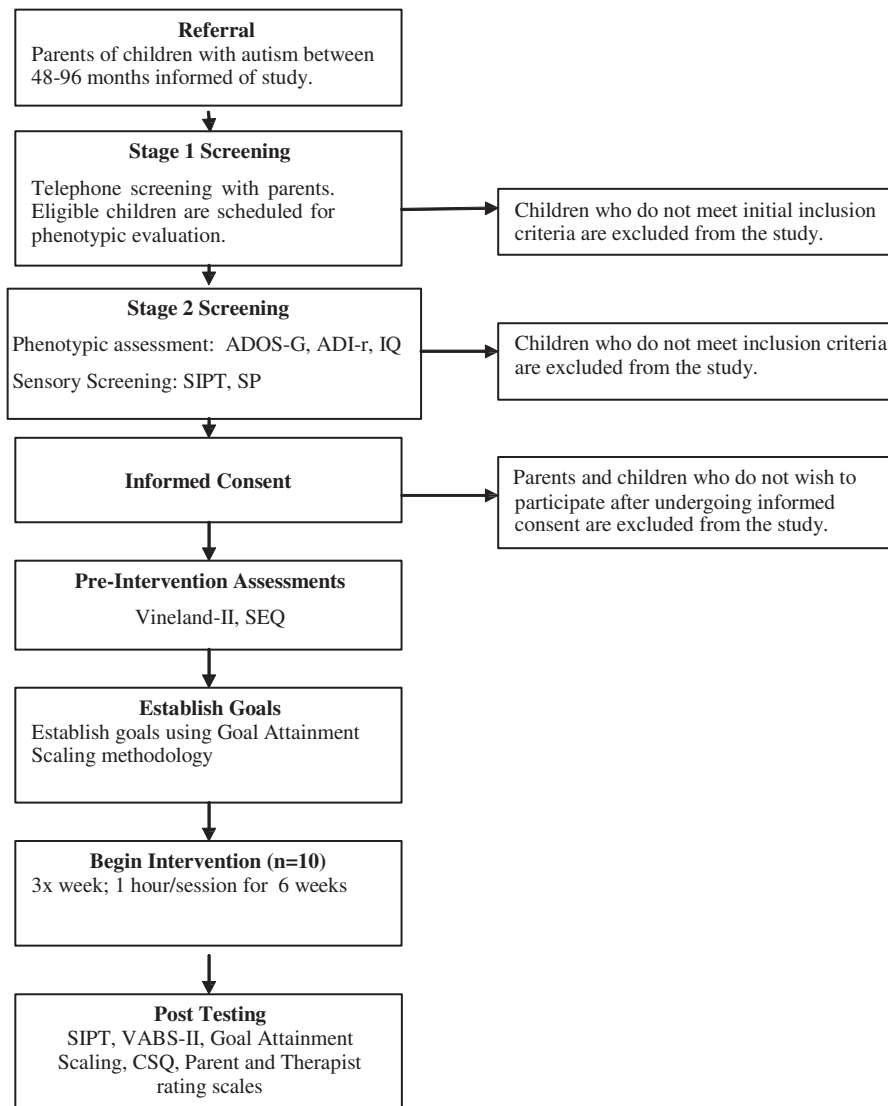 Referral
Parents of children with autism between
48-96 months informed of study.
Stage 1 Screening
Telephone screening with parents.
Eligible children are scheduled for
phenotypic evaluation.
Children who do not meet initial inclusion
criteria are excluded from the study.
Stage 2 Screening
Phenotypic assessment: ADOS-G, ADI-r, IQ
Sensory Screening: SIPT, SP
Children who do not meet inclusion criteria
are excluded from the study.
Informed Consent
Parents and children who do not wish to
participate after undergoing informed
consent are excluded from the study.
Pre-Intervention Assessments
Vineland-II, SEQ
Establish Goals
Establish goals using Goal Attainment
Scaling methodology
Begin Intervention (n=10)
3x week; 1 hour/session for 6 weeks
Post Testing
SIPT, VABS-II, Goal Attainment
Scaling, CSQ, Parent and Therapist
rating scales